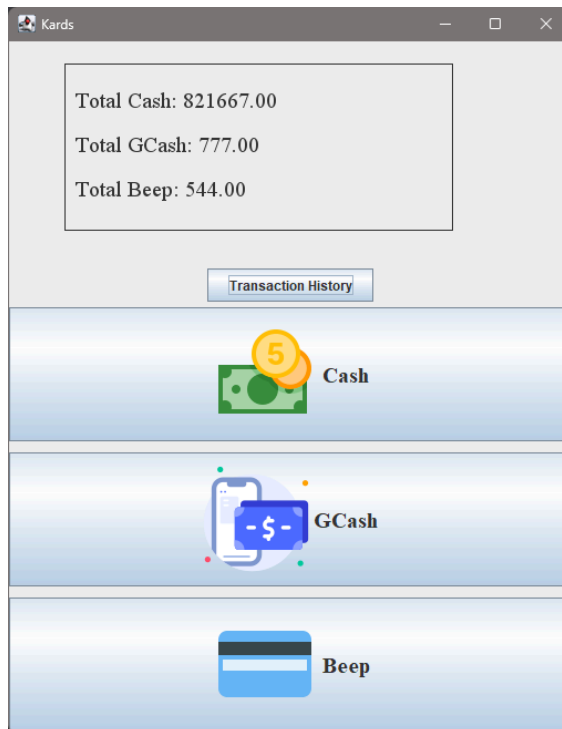 Kards
Total Cash: 821667.00
Total GCash: 777.00
Total Beep: 544.00
Transaction History
5
Cash
-$-
GCash
Beep